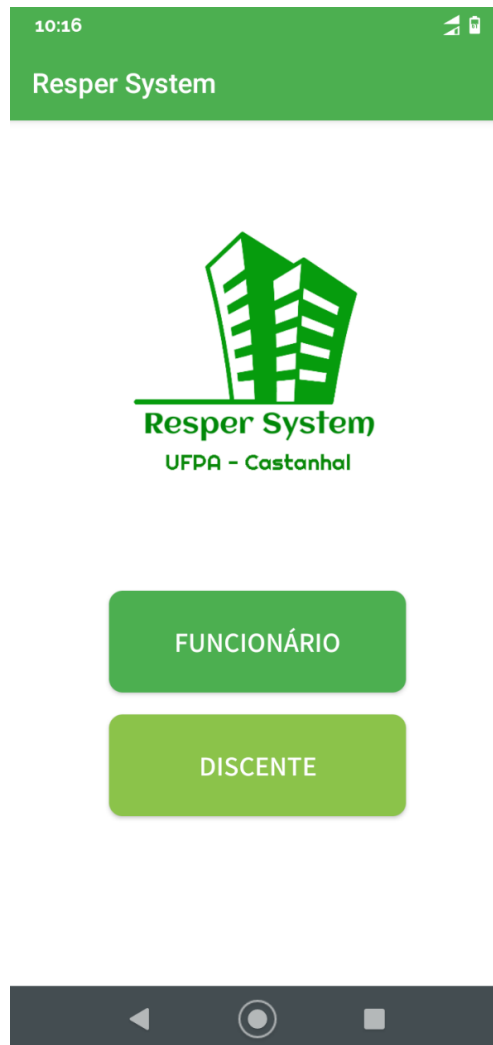 10:16
Resper System
Resper System
UFPA - Castanhal
FUNCIONÁRIO
DISCENTE